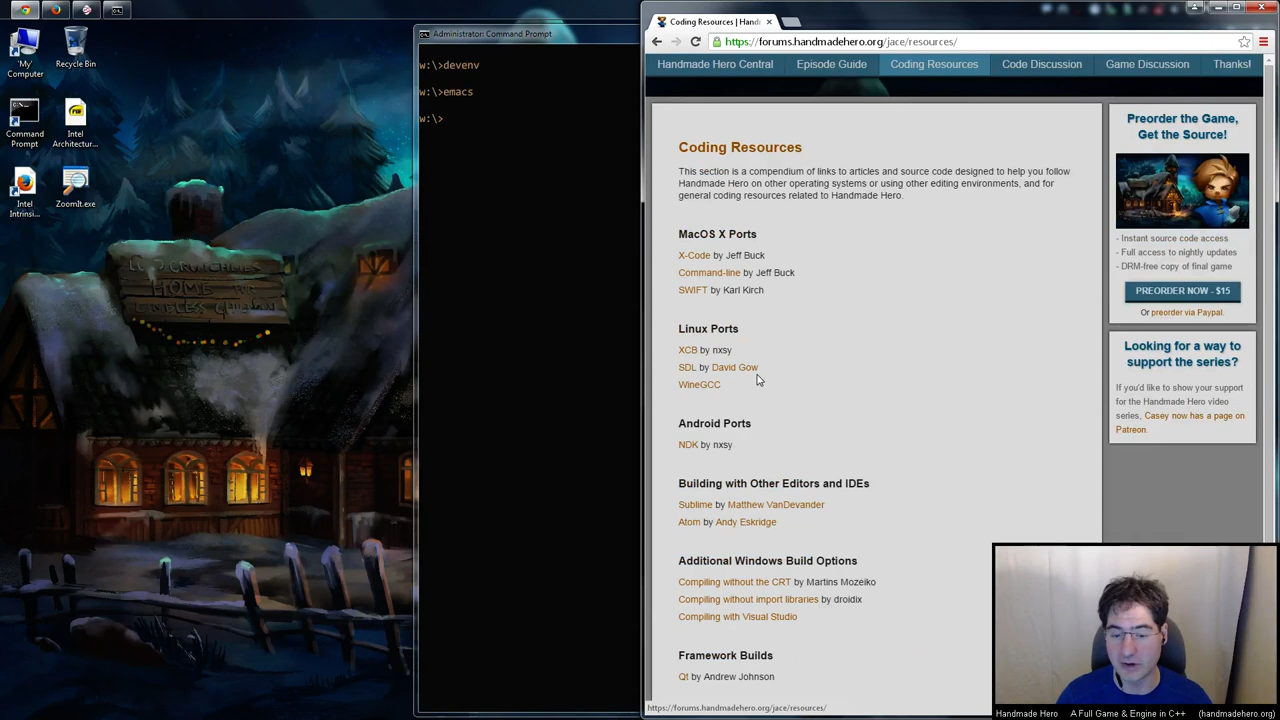 Administrator: Command Prompt
w:\>devenv
w:\>emacs
w:\>
'My' Computer
Recycle Bin
Command Prompt
Intel Architectur...
Intel Intrinsi...
ZoomIt.exe
Coding Resources | Handm
https://forums.handmadehero.org/jace/resources/
Handmade Hero Central
Episode Guide
Coding Resources
Code Discussion
Game Discussion
Thanks!
Coding Resources
This section is a compendium of links to articles and source code designed to help you follow
Handmade Hero on other operating systems or using other editing environments, and for
general coding resources related to Handmade Hero.
MacOS X Ports
X-Code by Jeff Buck
Command-line by Jeff Buck
SWIFT by Karl Kirch
Linux Ports
XCB by nxsy
SDL by David Gow
WineGCC
Android Ports
NDK by nxsy
Building with Other Editors and IDEs
Sublime by Matthew VanDevander
Atom by Andy Eskridge
Additional Windows Build Options
Compiling without the CRT by Martins Mozeiko
Compiling without import libraries by droidix
Compiling with Visual Studio
Framework Builds
Qt by Andrew Johnson
Preorder the Game,
Get the Source!
- Instant source code access
- Full access to nightly updates
- DRM-free copy of final game
PREORDER NOW - $15
Or preorder via Paypal.
Looking for a way to
support the series?
If you'd like to show your support
for the Handmade Hero video
series, Casey now has a page on
Patreon.
https://forums.handmadehero.org/jace/resources/
Handmade Hero A Full Game & Engine in C++ (handmadehero.org)